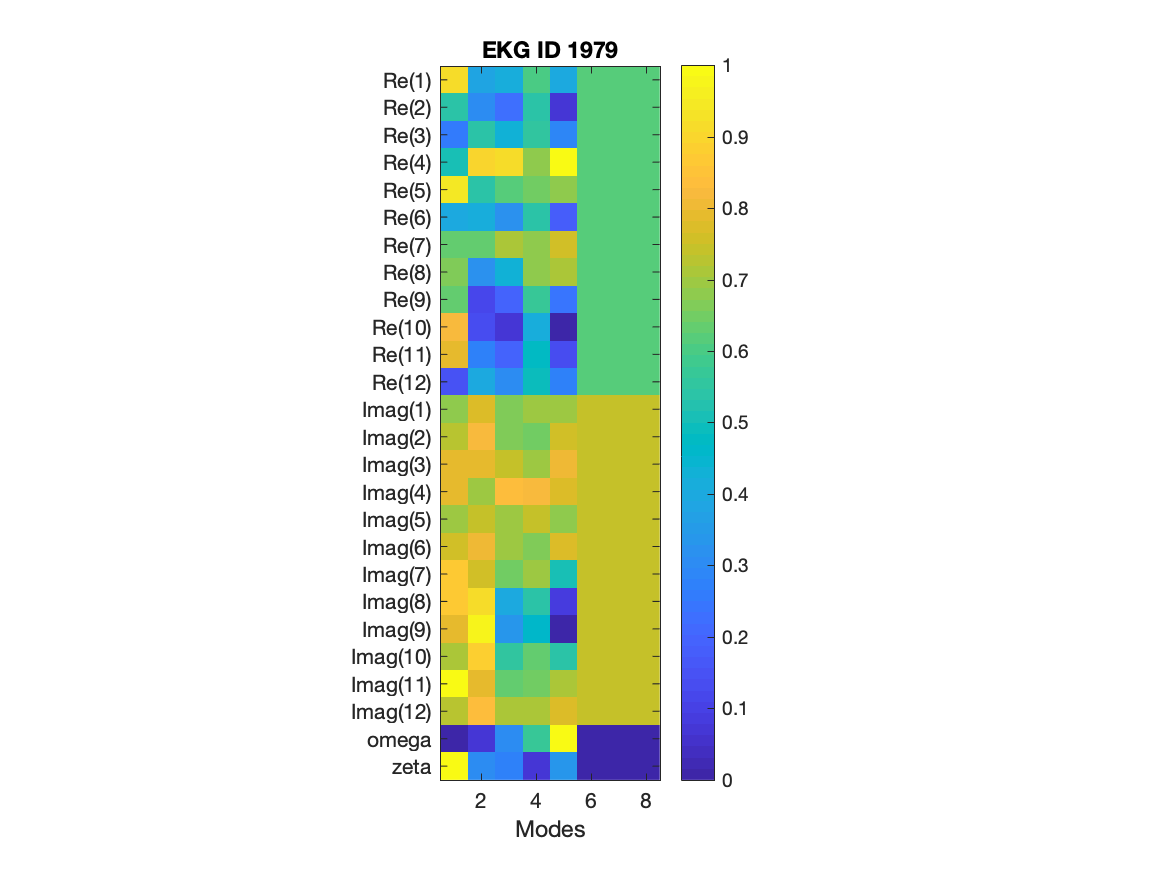 EKG ID 1979
Re(1)
Re(2)
Re(3)
Re(4)
Re(5)
Re(6)
Re(7)
Re(8)
Re(9)
Re(10)
Re(11)
Re(12)
Imag(1)
Imag(2)
Imag(3)
Imag(4)
Imag(5)
Imag(6)
Imag(7)
Imag(8)
Imag(9)
Imag(10)
Imag(11)
Imag(12)
omega
zeta
2 4 6 8
Modes
1
0.9
0.8
0.7
0.6
0.5
0.4
0.3
0.2
0.1
0